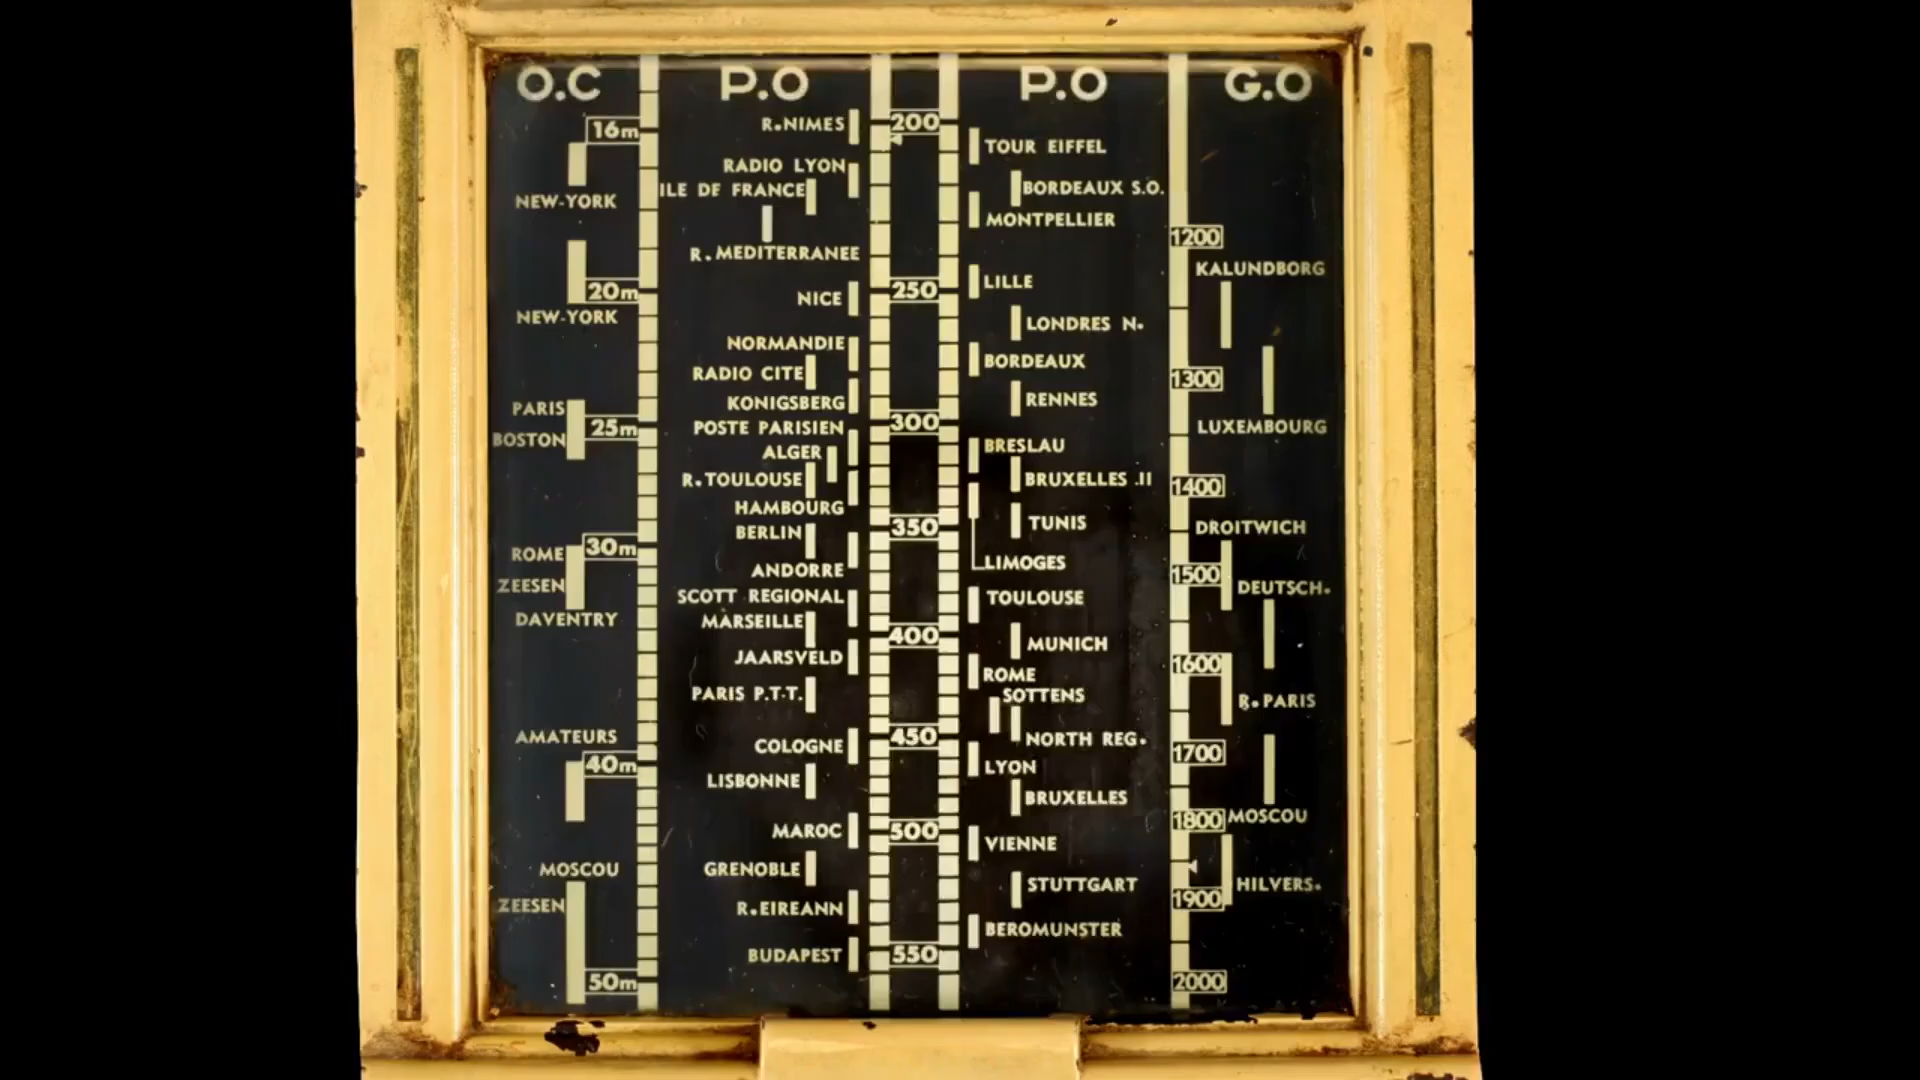 O.C
16m
NEW-YORK
20m
NEW-YORK
PARIS
25m
BOSTON
30m
ROME
ZEESEN
DAVENTRY
AMATEURS
40m
MOSCOU
ZEESEN
50m
P.O
R.NIMES
RADIO LYON
ILE DE FRANCE
R. MEDITERRANEE
NICE
NORMANDIE
RADIO CITE
KONIGSBERG
POSTE PARISIEN
ALGER
R.TOULOUSE
HAMBOURG
BERLIN
ANDORRE
SCOTT REGIONAL
MARSEILLE
JAARSVELD
PARIS P.T.T.
COLOGNE
LISBONNE
MAROC
GRENOBLE
R.EIREANN
BUDAPEST
200
250
300
350
400
450
500
550
P.O
TOUR EIFFEL
BORDEAUX S.O.
MONTPELLIER
LILLE
LONDRES N.
BORDEAUX
RENNES
BRESLAU
BRUXELLES .II
TUNIS
LIMOGES
TOULOUSE
MUNICH
ROME
SOTTENS
NORTH REG.
LYON
BRUXELLES
VIENNE
STUTTGART
BEROMUNSTER
G.O
1200
KALUNDBORG
1300
LUXEMBOURG
1400
DROITWICH
1500
DEUTSCH.
1600
R.PARIS
1700
1800
MOSCOU
HILVERS.
1900
2000